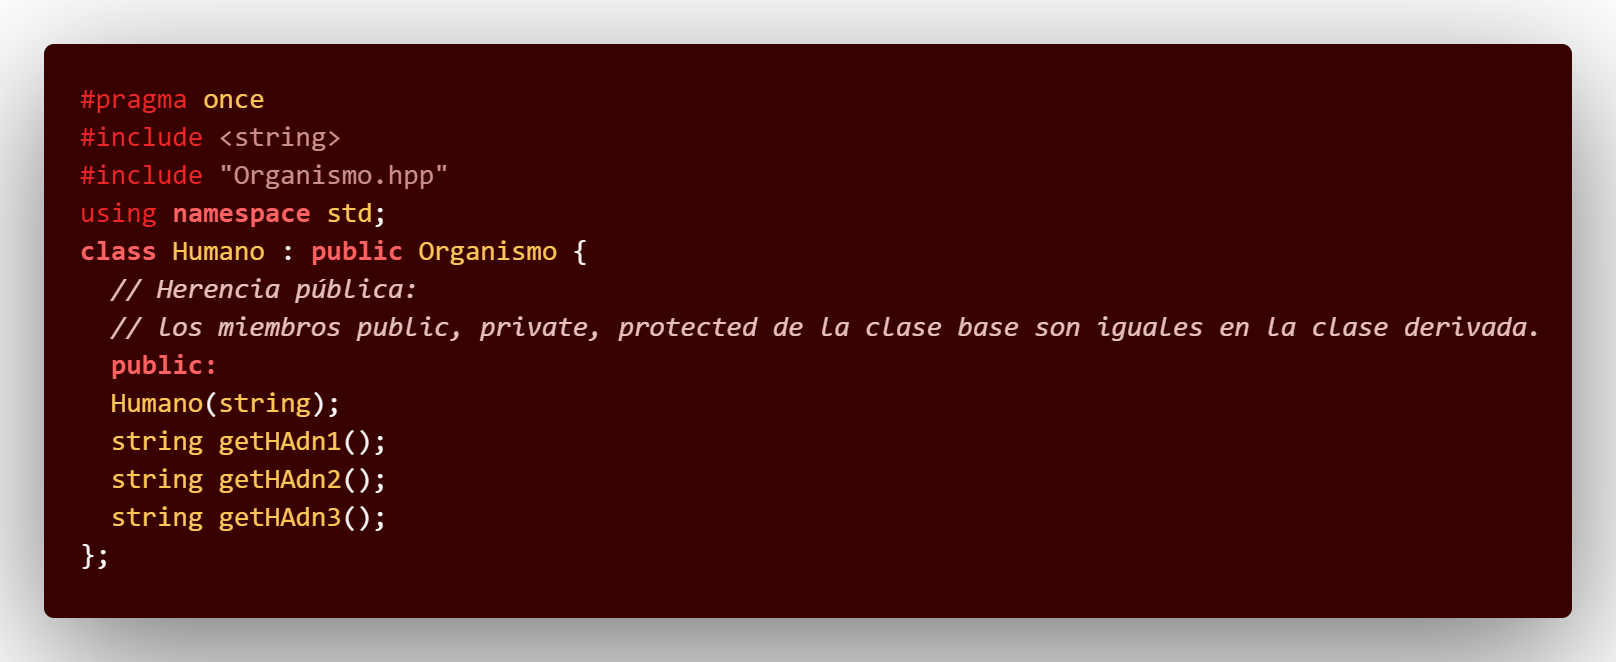 #pragma once
#include <string>
#include "Organismo.hpp"
using namespace std;
class Humano : public Organismo {
  // Herencia pública:
  // los miembros public, private, protected de la clase base son iguales en la clase derivada.
  public:
  Humano(string);
  string getHAdn1();
  string getHAdn2();
  string getHAdn3();
};